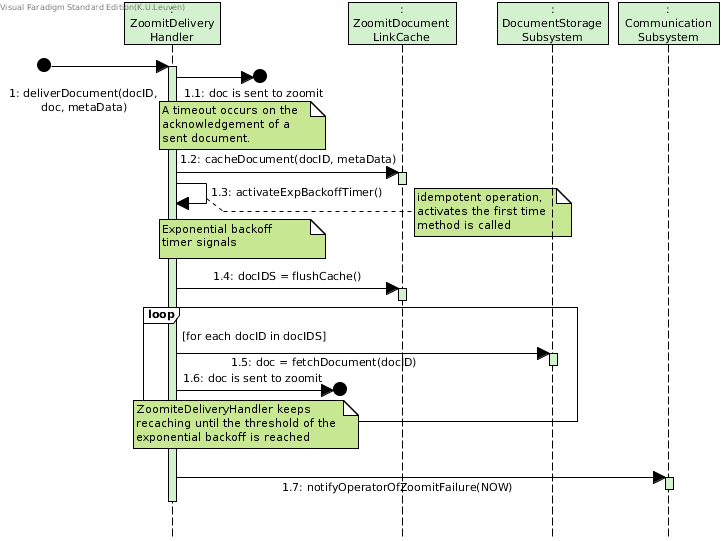 Visual Paradigm Standard Edition(K.U.Leuven)
:
ZoomitDelivery
Handler
:
ZoomitDocument
LinkCache
:
DocumentStorage
Subsystem
:
Communication
Subsystem
1: deliverDocument(docID,
doc, metaData)
1.1: doc is sent to zoomit
A timeout occurs on the
acknowledgement of a
sent document.
1.2: cacheDocument(docID, metaData)
1.3: activateExpBackoffTimer()
idempotent operation,
activates the first time
method is called
Exponential backoff
timer signals
1.4: docIDS = flushCache()
loop
[for each docID in docIDS]
1.5: doc = fetchDocument(docID)
1.6: doc is sent to zoomit
ZoomiteDeliveryHandler keeps
recaching until the threshold of the
exponential backoff is reached
1.7: notifyOperatorOfZoomitFailure(NOW)